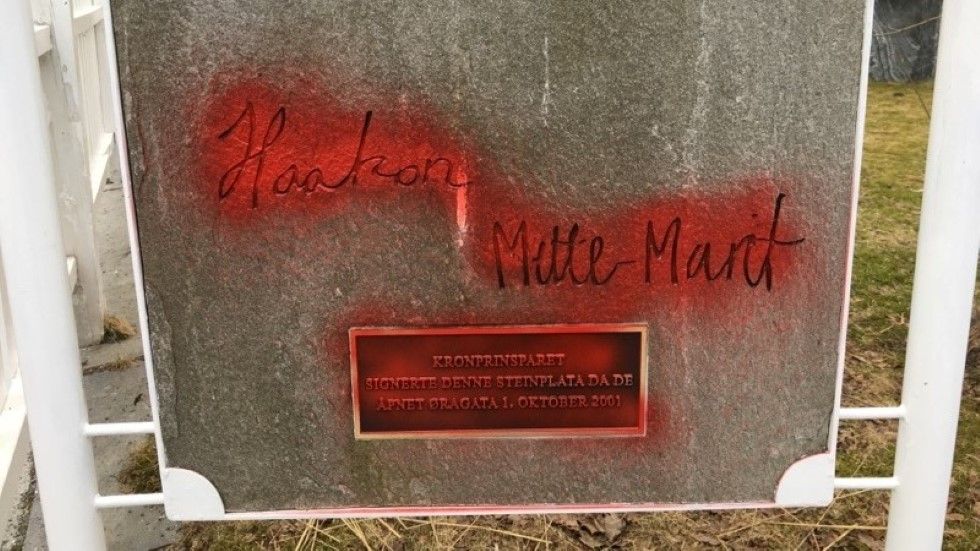 Haakon
Mette-Marit
KRONPRINSPARET
SIGNERTE DENNE STEINPLATA DA DE
ÅPNET ØRAGATA 1. OKTOBER 2001